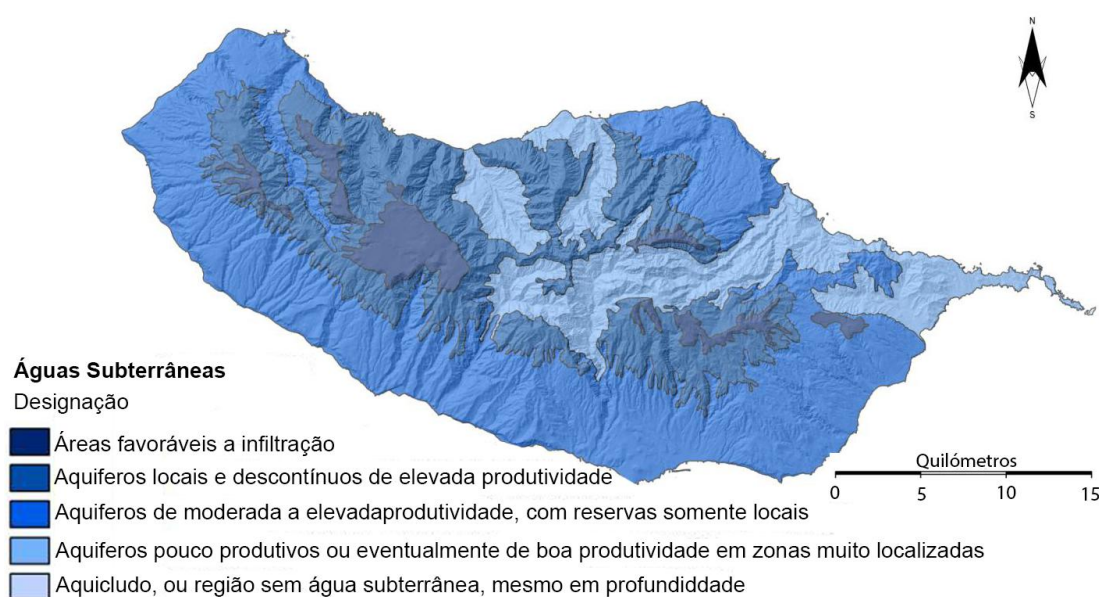 N
S
Águas Subterrâneas
Designação
Áreas favoráveis a infiltração
Aquiferos locais e descontínuos de elevada produtividade
Aquiferos de moderada a elevadaprodutividade, com reservas somente locais
Aquiferos pouco produtivos ou eventualmente de boa produtividade em zonas muito localizadas
Aquicludo, ou região sem água subterrânea, mesmo em profundiddade
Quilómetros
0 5 10 15